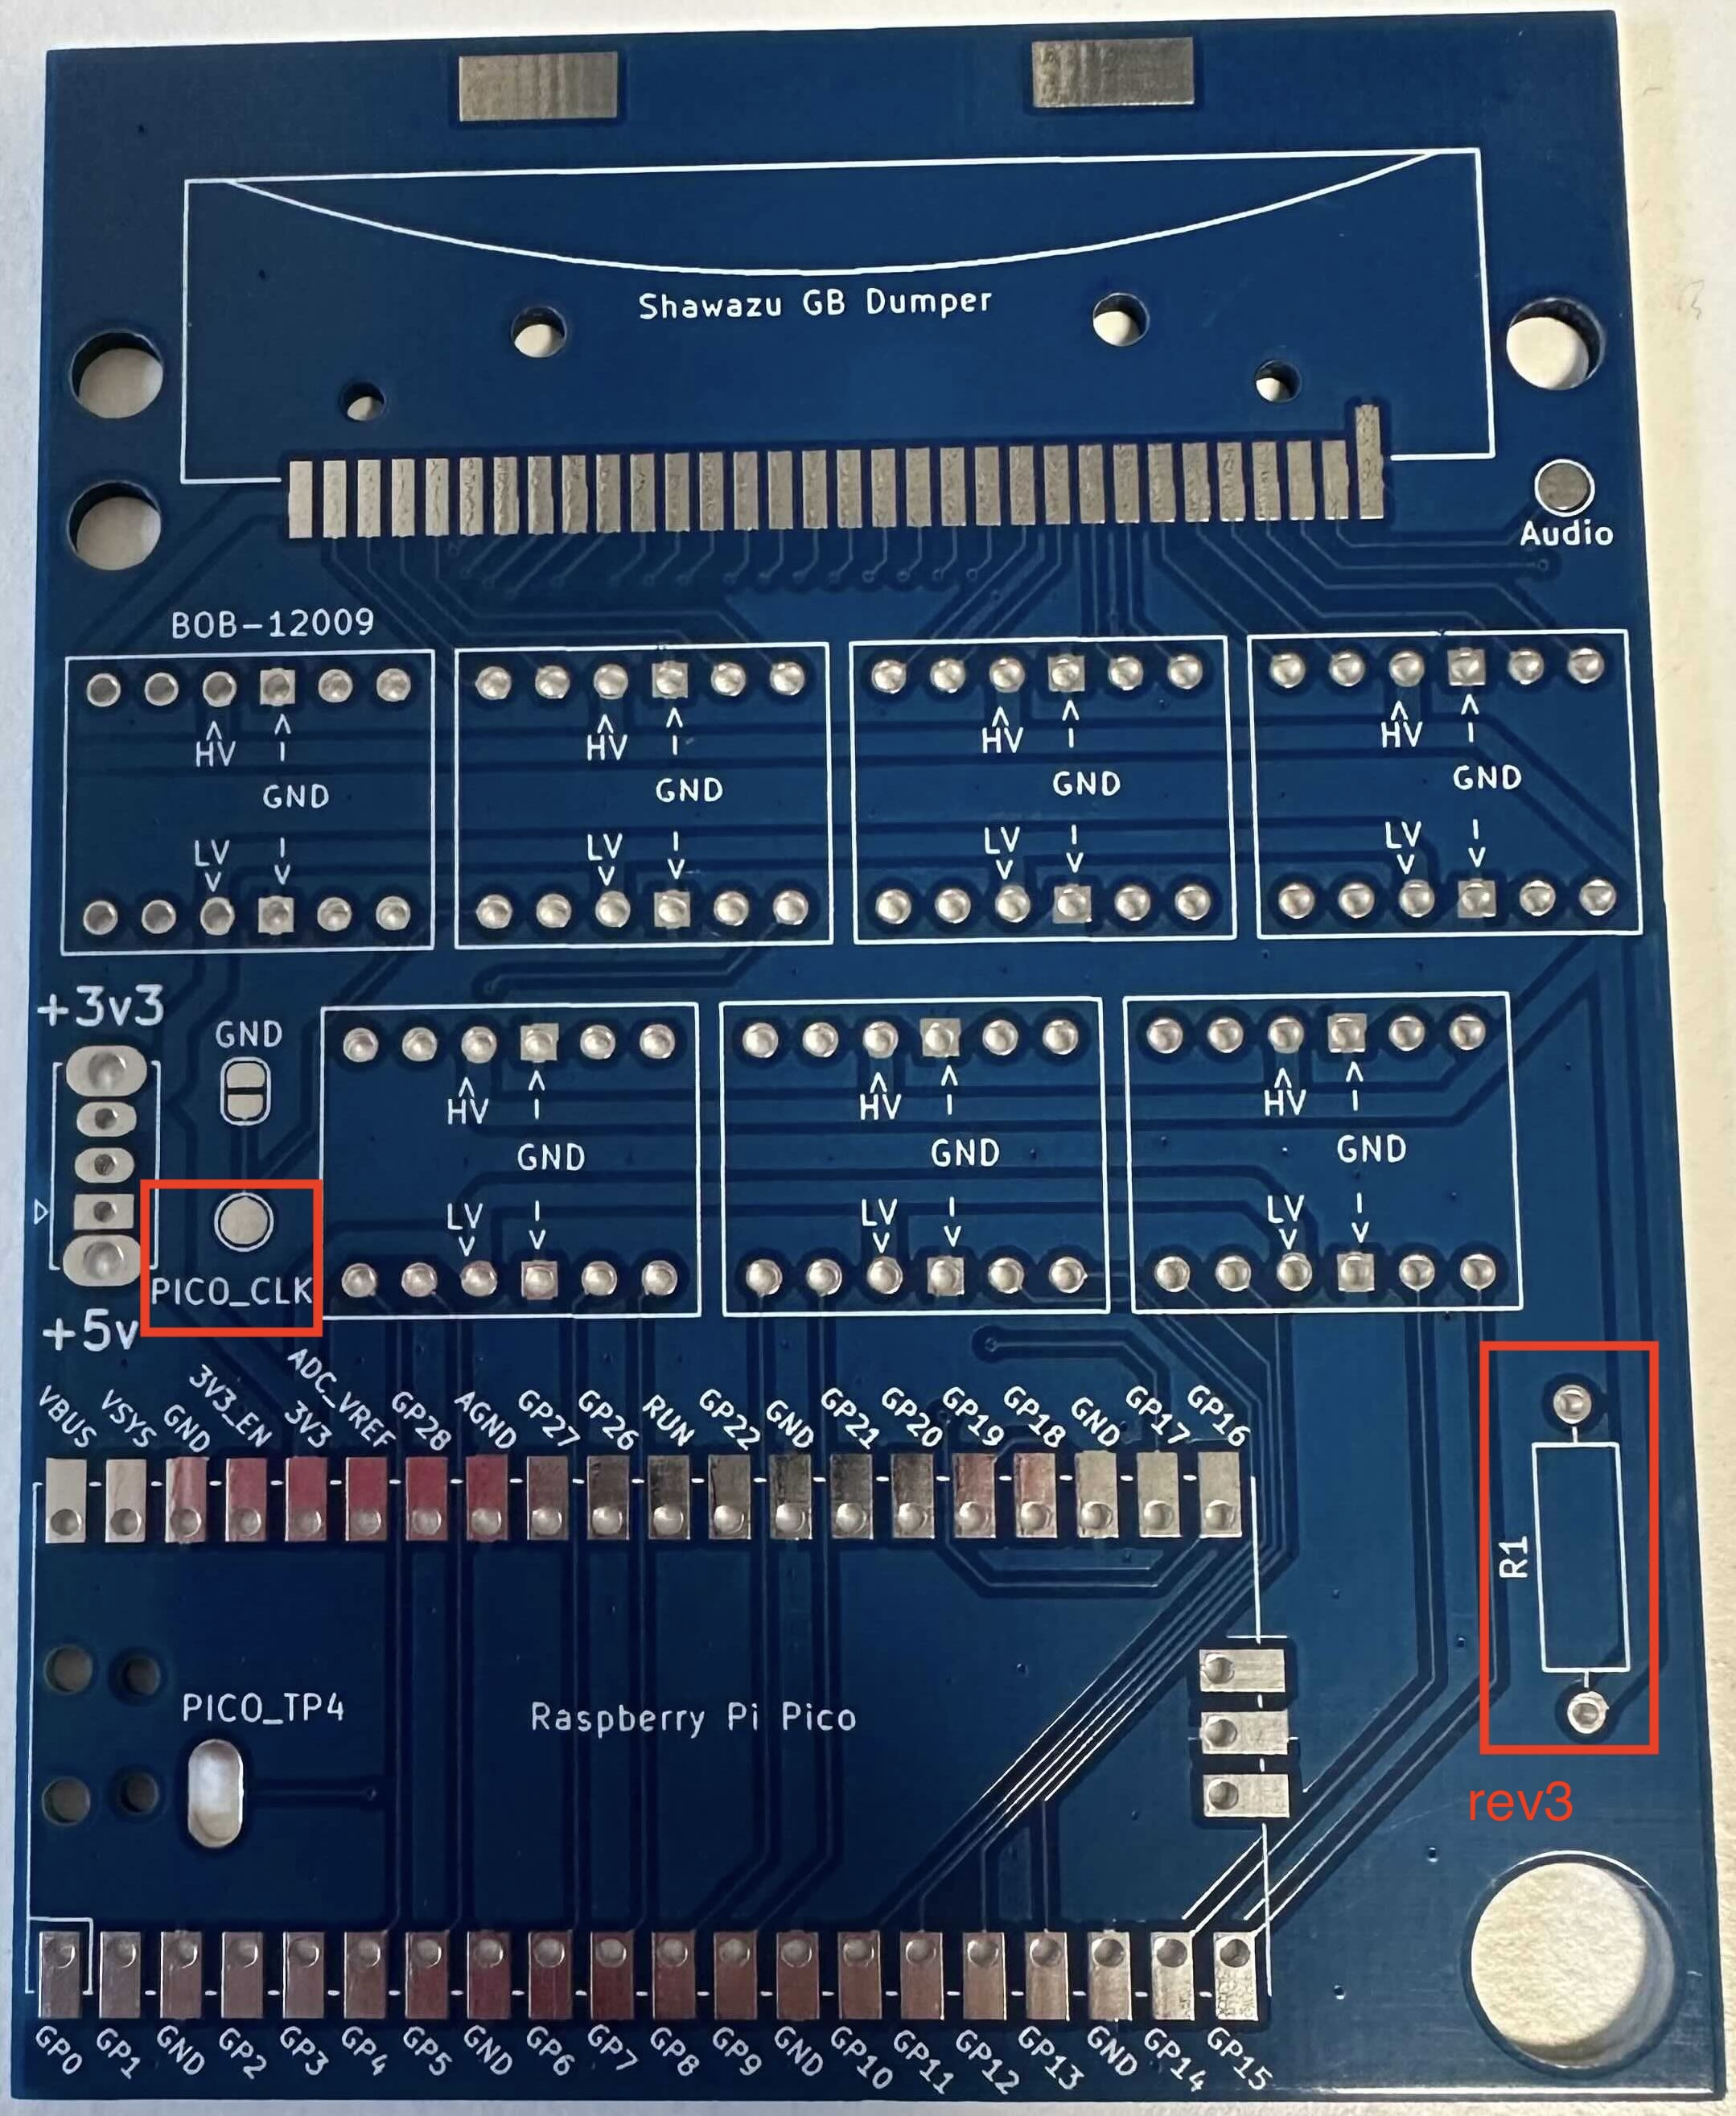 Shawazu GB Dumper
Audio
BOB-12009
HV
GND
LV
HV
GND
LV
HV
GND
LV
HV
GND
LV
+3v3
GND
PICO_CLK
+5v
HV
GND
LV
HV
GND
LV
HV
GND
LV
VBUS
VSYS
GND
3V3_EN
3V3
ADC_VREF
GP28
AGND
GP27
GP26
RUN
GP22
GND
GP21
GP20
GP19
GP18
GND
GP17
GP16
R1
PICO_TP4
Raspberry Pi Pico
rev3
GP0
GP1
GND
GP2
GP3
GP4
GP5
GND
GP6
GP7
GP8
GP9
GND
GP10
GP11
GP12
GP13
GND
GP14
GP15